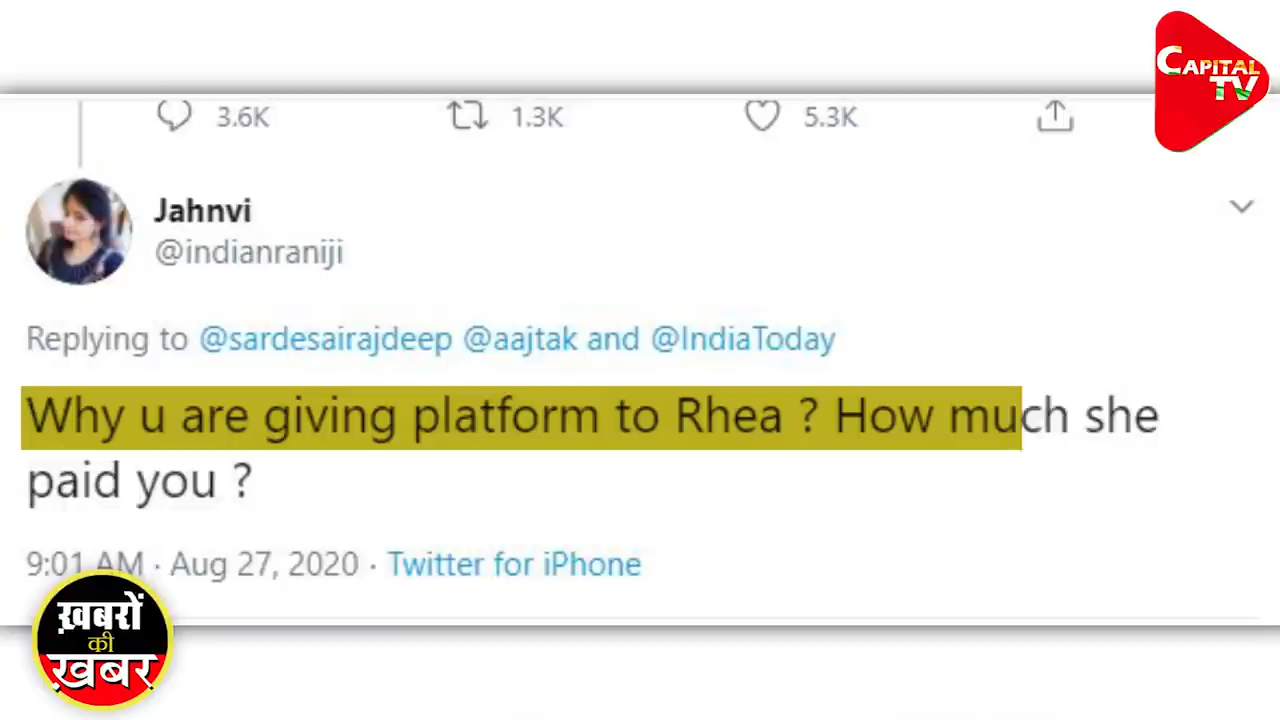 CAPITAL
TV
3.6K 1.3K 5.3K
Jahnvi
@indianraniji
Replying to @sardesairajdeep @aajtak and @IndiaToday
Why u are giving platform to Rhea ? How much she
paid you ?
9:01 AM · Aug 27, 2020 · Twitter for iPhone
ख़बरों
की
ख़बर